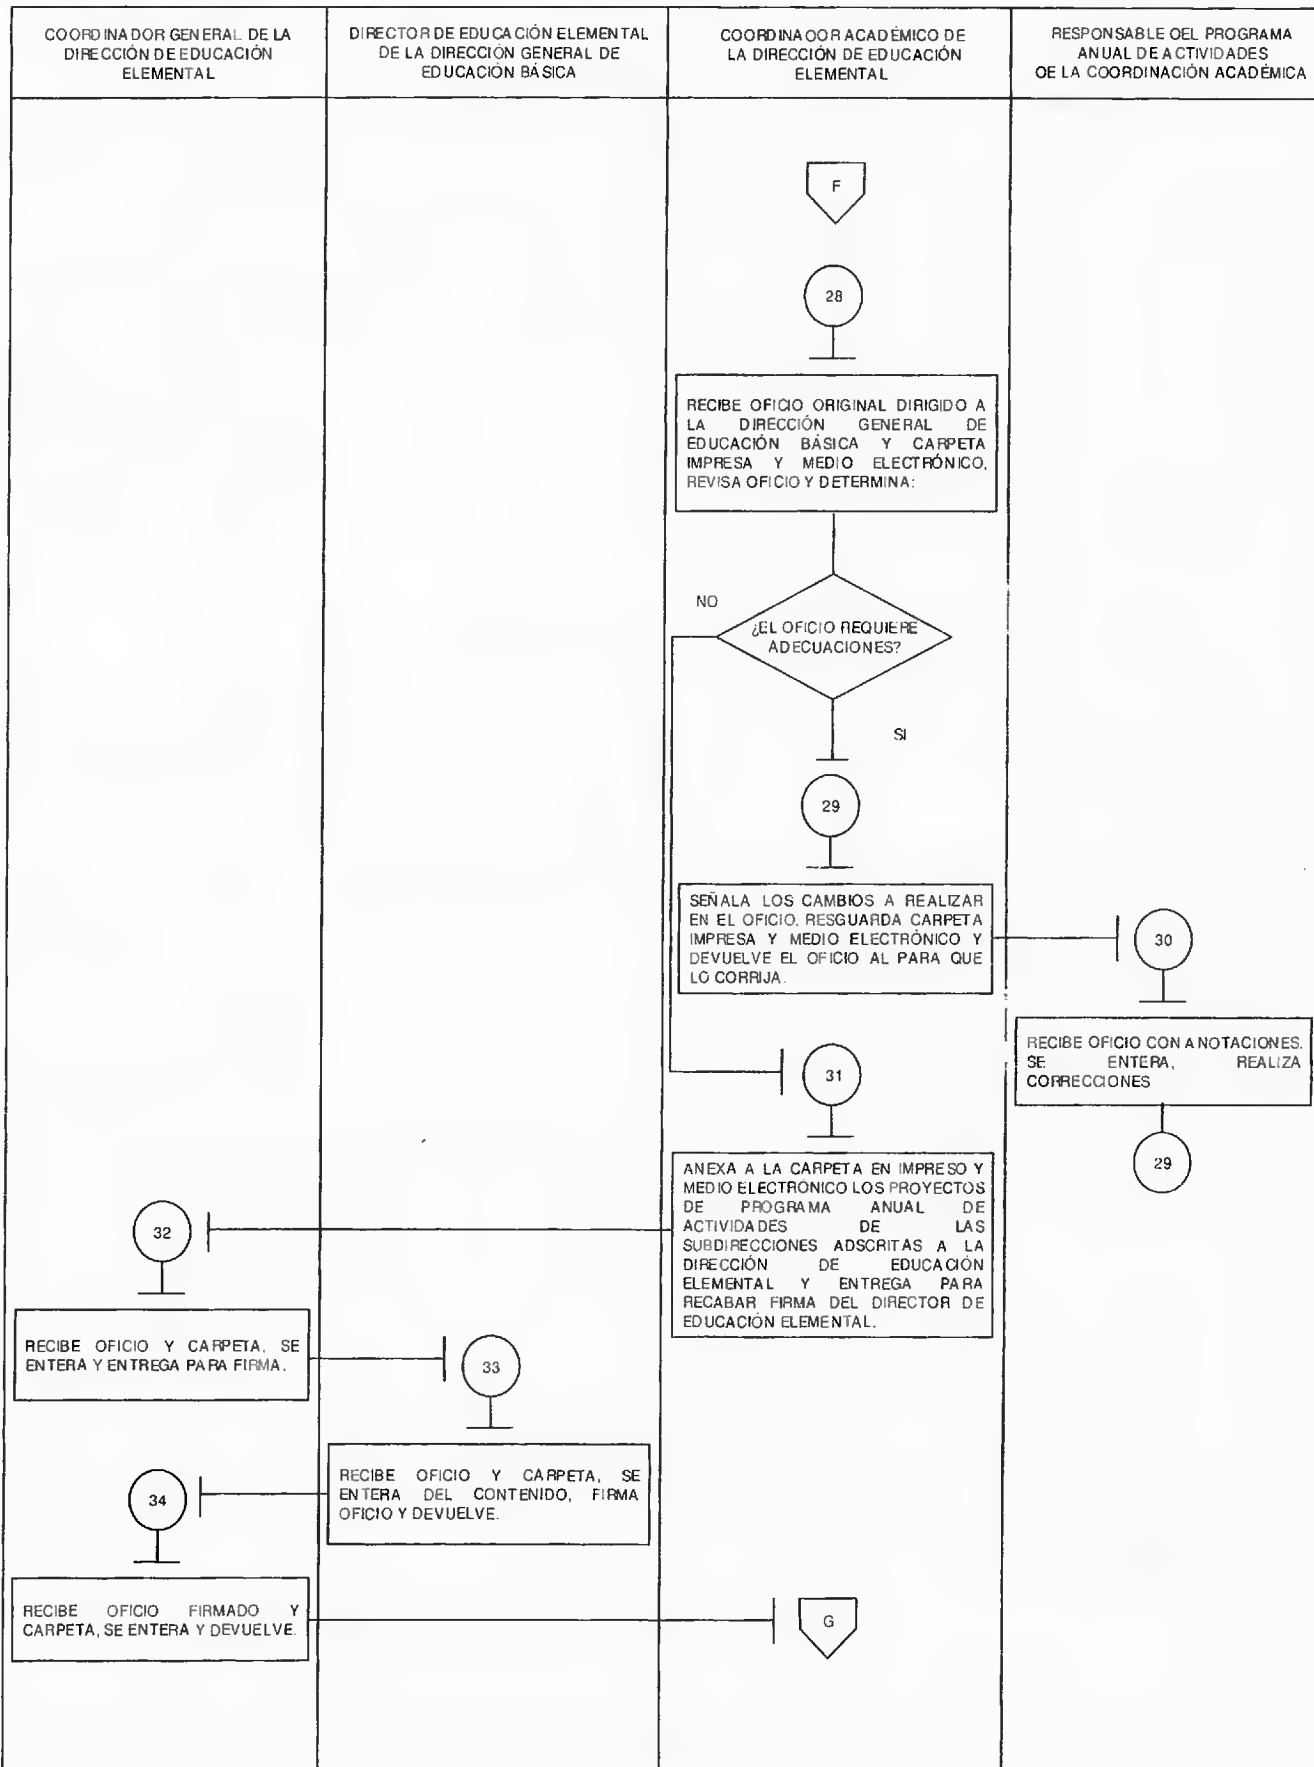 COORDINADOR GENERAL DE LA
DIRECCIÓN DE EDUCACIÓN
ELEMENTAL
DIRECTOR DE EDUCACIÓN ELEMENTAL
DE LA DIRECCIÓN GENERAL DE
EDUCACIÓN BÁSICA
COORDINAOOR ACADÉMICO DE
LA DIRECCIÓN DE EDUCACIÓN
ELEMENTAL
RESPONSABLE OEL PROGRAMA
ANUAL DE ACTIVIDADES
OE LA COORDINACIÓN ACADÉMICA
F
28
RECIBE OFICIO ORIGINAL DIRIGIDO A
LA DIRECCIÓN GENERAL DE
EDUCACIÓN BÁSICA Y CARPETA
IMPRESA Y MEDIO ELECTRÓNICO,
REVISA OFICIO Y DETERMINA:
NO
¿EL OFICIO REQUIERE
ADECUACIONES?
SI
29
SEÑALA LOS CAMBIOS A REALIZAR
EN EL OFICIO, RESGUARDA CARPETA
IMPRESA Y MEDIO ELECTRÓNICO Y
DEVUELVE EL OFICIO AL PARA QUE
LO CORRIJA.
30
RECIBE OFICIO CON ANOTACIONES.
SE ENTERA, REALIZA
CORRECCIONES
29
31
ANEXA A LA CARPETA EN IMPRESO Y
MEDIO ELECTRÓNICO LOS PROYECTOS
DE PROGRAMA ANUAL DE
ACTIVIDADES DE LAS
SUBDIRECCIONES ADSCRITAS A LA
DIRECCIÓN DE EDUCACIÓN
ELEMENTAL Y ENTREGA PARA
RECABAR FIRMA DEL DIRECTOR DE
EDUCACIÓN ELEMENTAL.
32
RECIBE OFICIO Y CARPETA, SE
ENTERA Y ENTREGA PARA FIRMA.
33
RECIBE OFICIO Y CARPETA, SE
ENTERA DEL CONTENIDO, FIRMA
OFICIO Y DEVUELVE.
34
RECIBE OFICIO FIRMADO Y
CARPETA, SE ENTERA Y DEVUELVE.
G